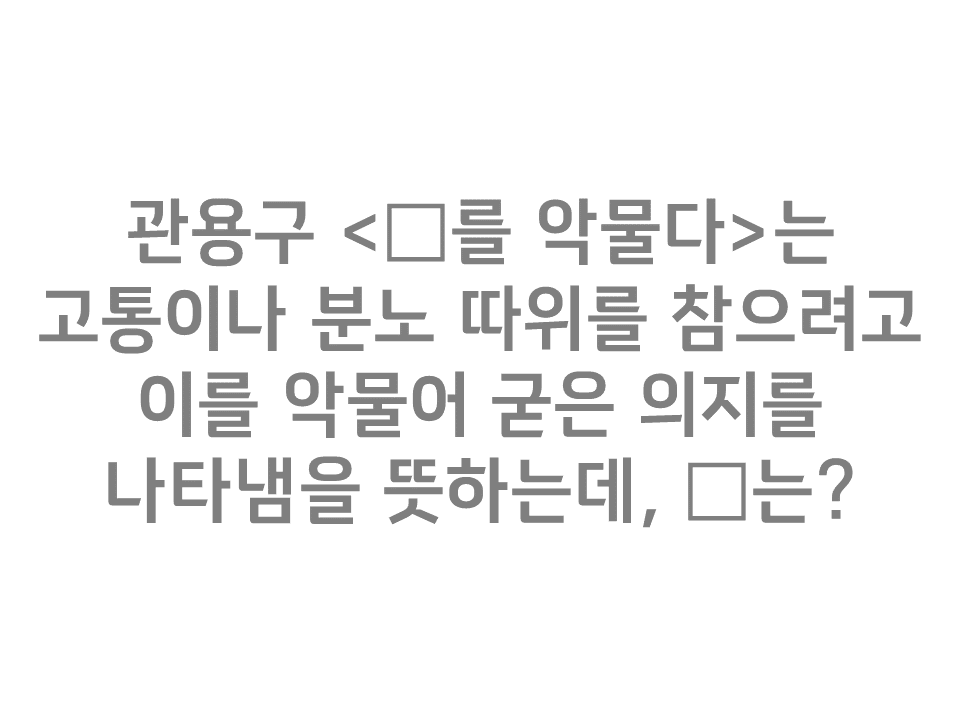 관용구 <□를 악물다>는
고통이나 분노 따위를 참으려고
이를 악물어 굳은 의지를
나타냄을 뜻하는데, □는?